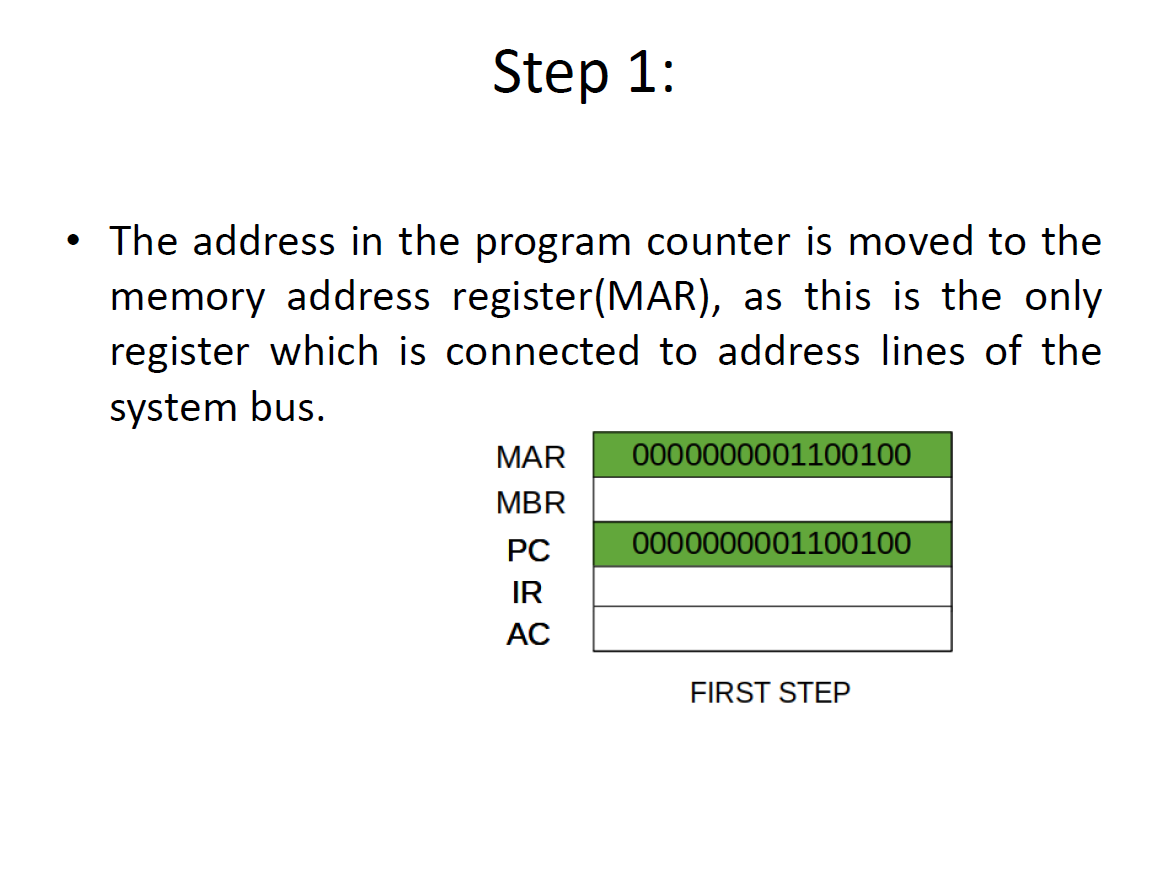 Step 1:
• The address in the program counter is moved to the
memory address register(MAR), as this is the only
register which is connected to address lines of the
system bus.
MAR 0000000001100100
MBR
PC 0000000001100100
IR
AC
FIRST STEP